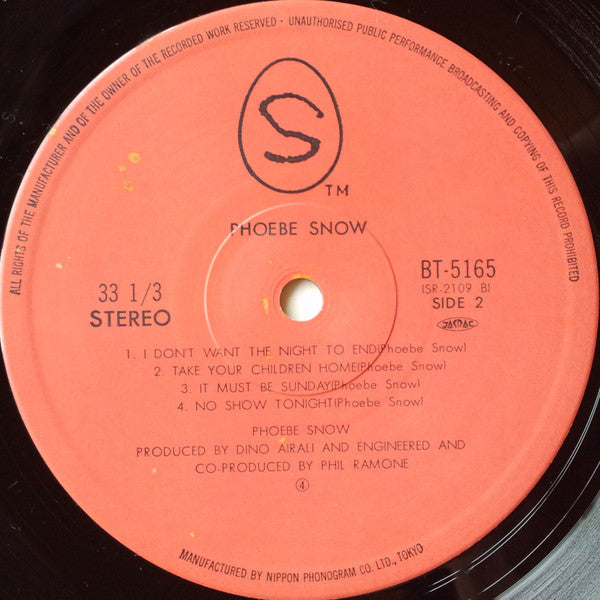 ALL RIGHTS OF THE MANUFACTURER AND OF THE OWNER OF THE RECORDED WORK RESERVED · UNAUTHORISED PUBLIC PERFORMANCE BROADCASTING AND COPYING OF THIS RECORD PROHIBITED
S
TM
PHOEBE SNOW
33 1/3
STEREO
BT-5165
(SR-2109 B)
SIDE 2
JASRAC
1. I DON'T WANT THE NIGHT TO END(Phoebe Snow)
2. TAKE YOUR CHILDREN HOME(Phoebe Snow)
3. IT MUST BE SUNDAY(Phoebe Snow)
4. NO SHOW TONIGHT(Phoebe Snow)
PHOEBE SNOW
PRODUCED BY DINO AIRALI AND ENGINEERED AND
CO-PRODUCED BY PHIL RAMONE
④
MANUFACTURED BY NIPPON PHONOGRAM CO. LTD., TOKYO